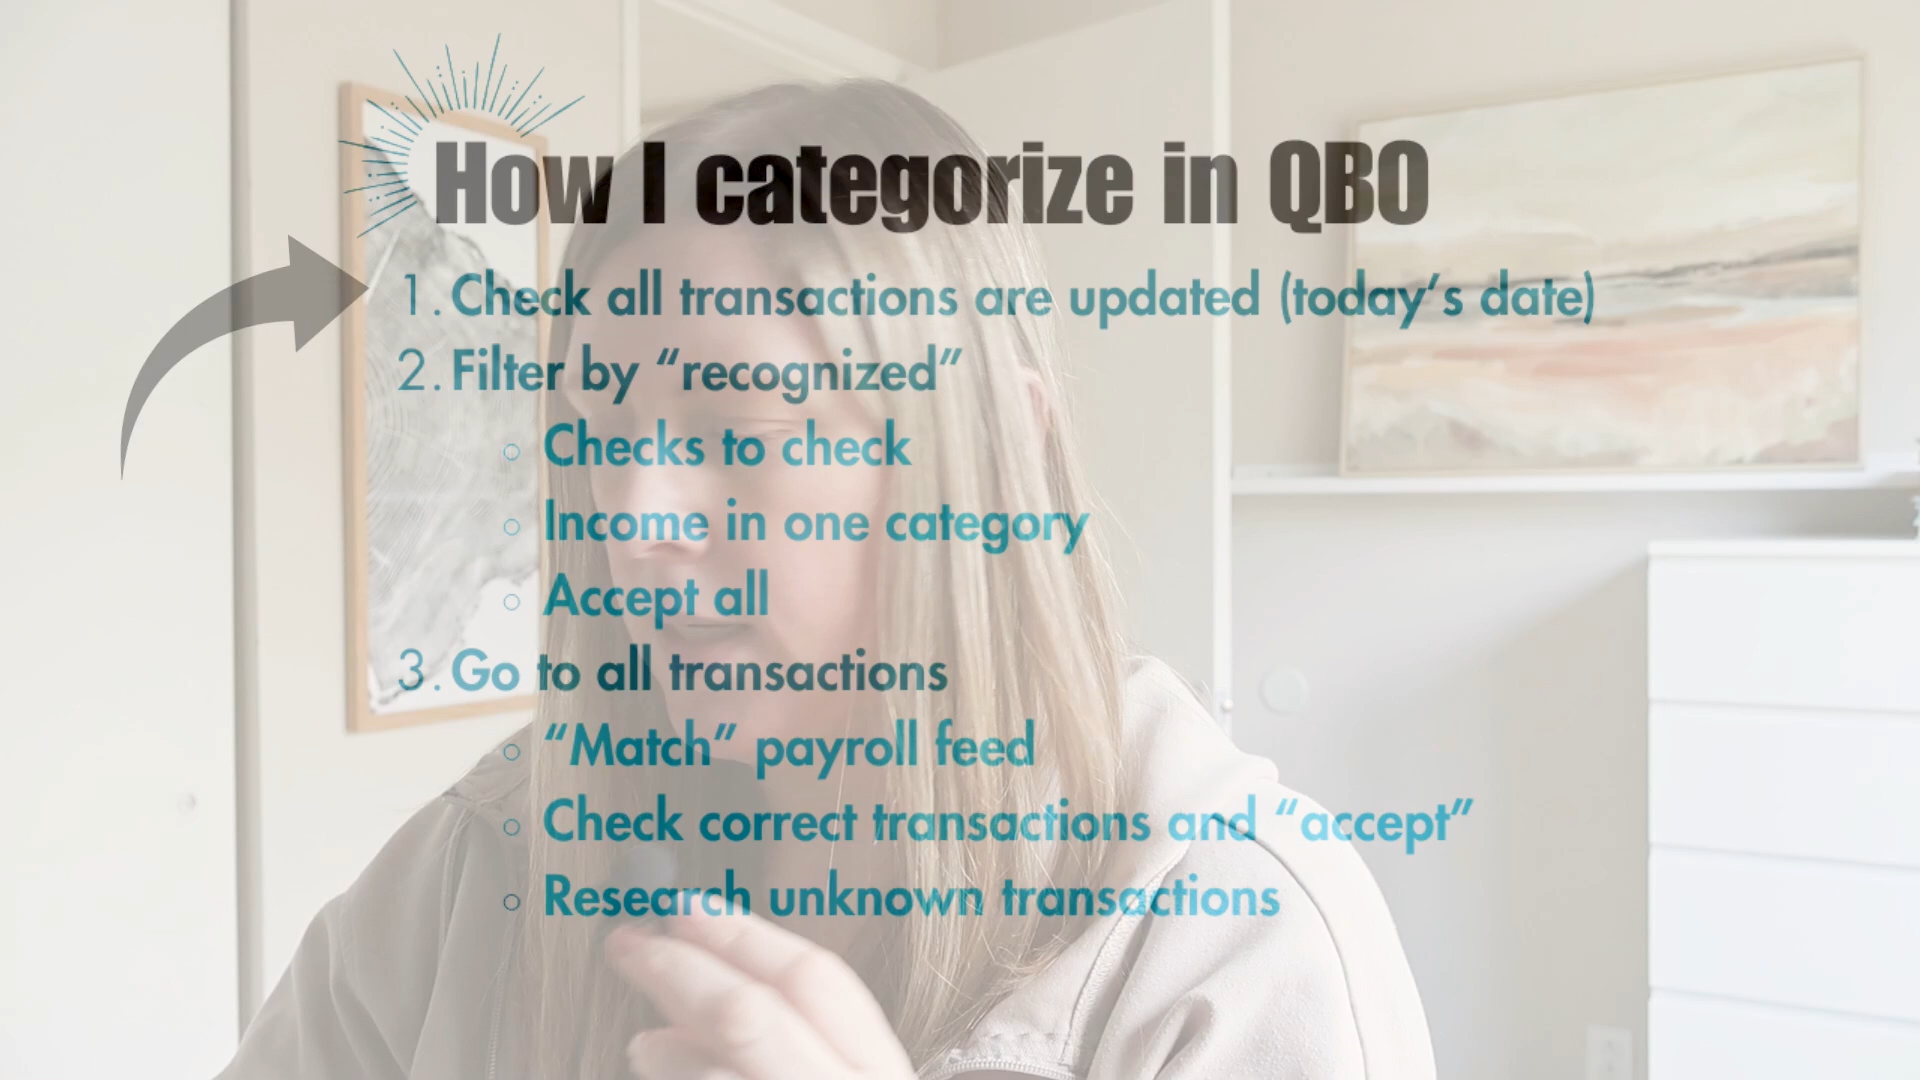 How I categorize in QBO
1. Check all transactions are updated (today's date)
2. Filter by “recognized”
Checks to check
Income in one category
Accept all
3. Go to all transactions
“Match” payroll feed
Check correct transactions and “accept”
Research unknown transactions